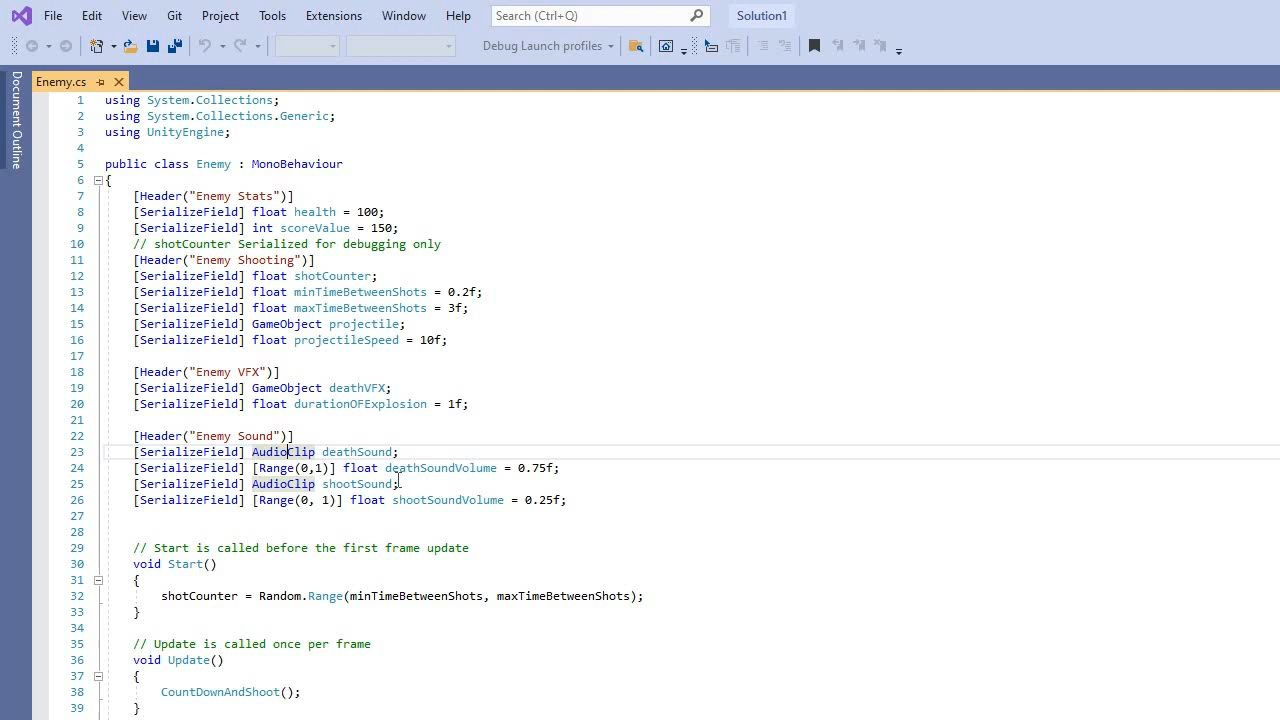 File Edit View Git Project Tools Extensions Window Help Search (Ctrl+Q) Solution1
Debug Launch profiles
Document Outline
Enemy.cs
1 using System.Collections;
2 using System.Collections.Generic;
3 using UnityEngine;
4
5 public class Enemy : MonoBehaviour
6 {
7 [Header("Enemy Stats")]
8 [SerializeField] float health = 100;
9 [SerializeField] int scoreValue = 150;
10 // shotCounter Serialized for debugging only
11 [Header("Enemy Shooting")]
12 [SerializeField] float shotCounter;
13 [SerializeField] float minTimeBetweenShots = 0.2f;
14 [SerializeField] float maxTimeBetweenShots = 3f;
15 [SerializeField] GameObject projectile;
16 [SerializeField] float projectileSpeed = 10f;
17
18 [Header("Enemy VFX")]
19 [SerializeField] GameObject deathVFX;
20 [SerializeField] float durationOFExplosion = 1f;
21
22 [Header("Enemy Sound")]
23 [SerializeField] AudioClip deathSound;
24 [SerializeField] [Range(0,1)] float deathSoundVolume = 0.75f;
25 [SerializeField] AudioClip shootSound;
26 [SerializeField] [Range(0, 1)] float shootSoundVolume = 0.25f;
27
28
29 // Start is called before the first frame update
30 void Start()
31 {
32 shotCounter = Random.Range(minTimeBetweenShots, maxTimeBetweenShots);
33 }
34
35 // Update is called once per frame
36 void Update()
37 {
38 CountDownAndShoot();
39 }